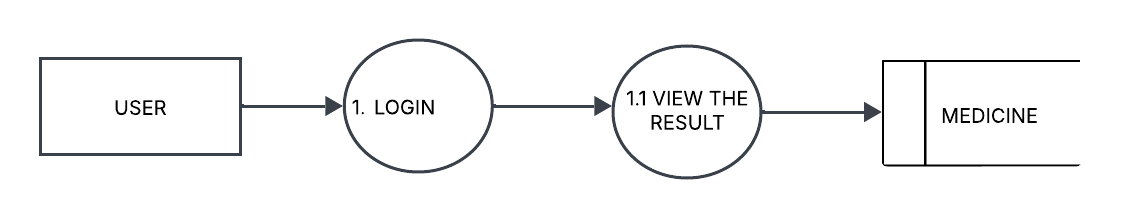 USER
1. LOGIN
1.1 VIEW THE
RESULT
MEDICINE